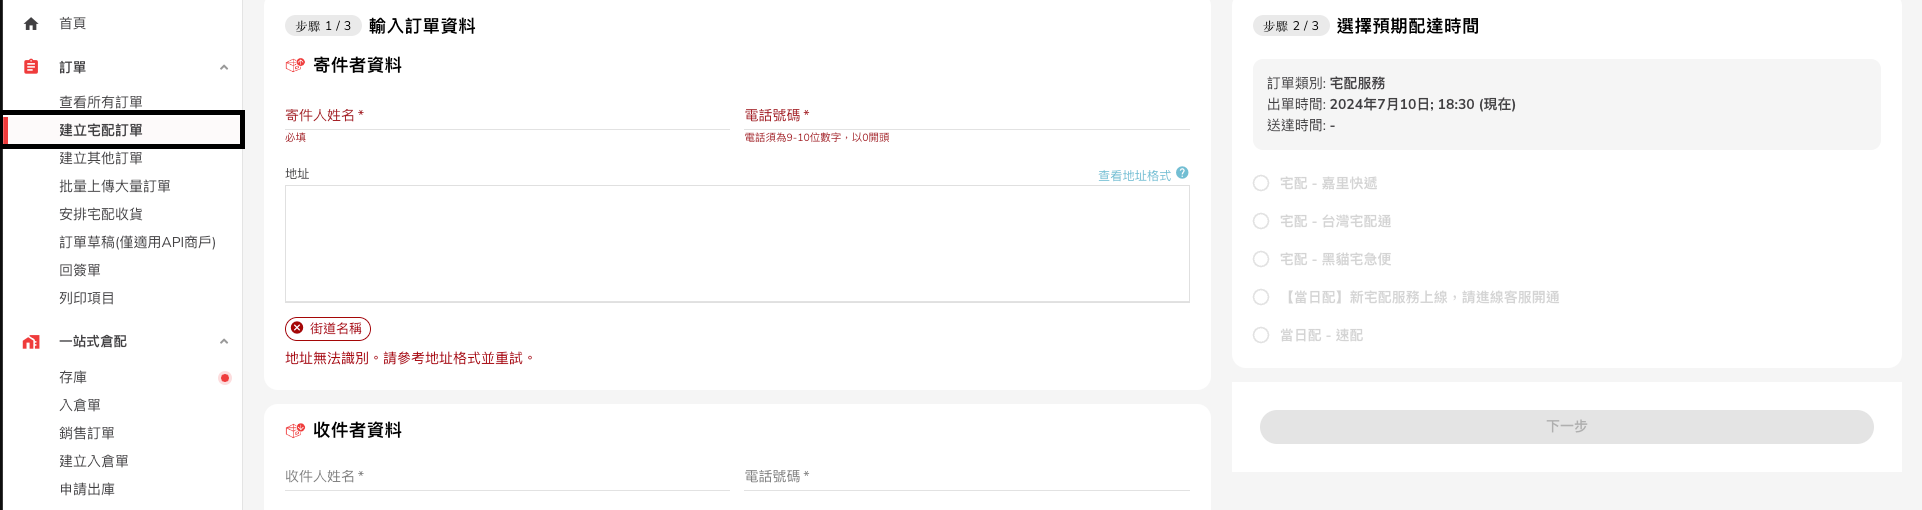 首頁
訂單
查看所有訂單
建立宅配訂單
建立其他訂單
批量上傳大量訂單
安排宅配收貨
訂單草稿(僅適用API商戶)
回簽單
列印項目
一站式倉配
存庫
入倉單
銷售訂單
建立入倉單
申請出庫
步驟 1 / 3 輸入訂單資料
寄件者資料
寄件人姓名 *
必填
電話號碼 *
電話須為9-10位數字，以0開頭
地址
查看地址格式 ?
街道名稱
地址無法識別。請參考地址格式並重試。
收件者資料
收件人姓名 *
電話號碼 *
步驟 2 / 3 選擇預期配達時間
訂單類別: 宅配服務
出單時間: 2024年7月10日; 18:30 (現在)
送達時間: -
宅配 - 嘉里快遞
宅配 - 台灣宅配通
宅配 - 黑貓宅急便
【當日配】新宅配服務上線，請進線客服開通
當日配 - 速配
下一步